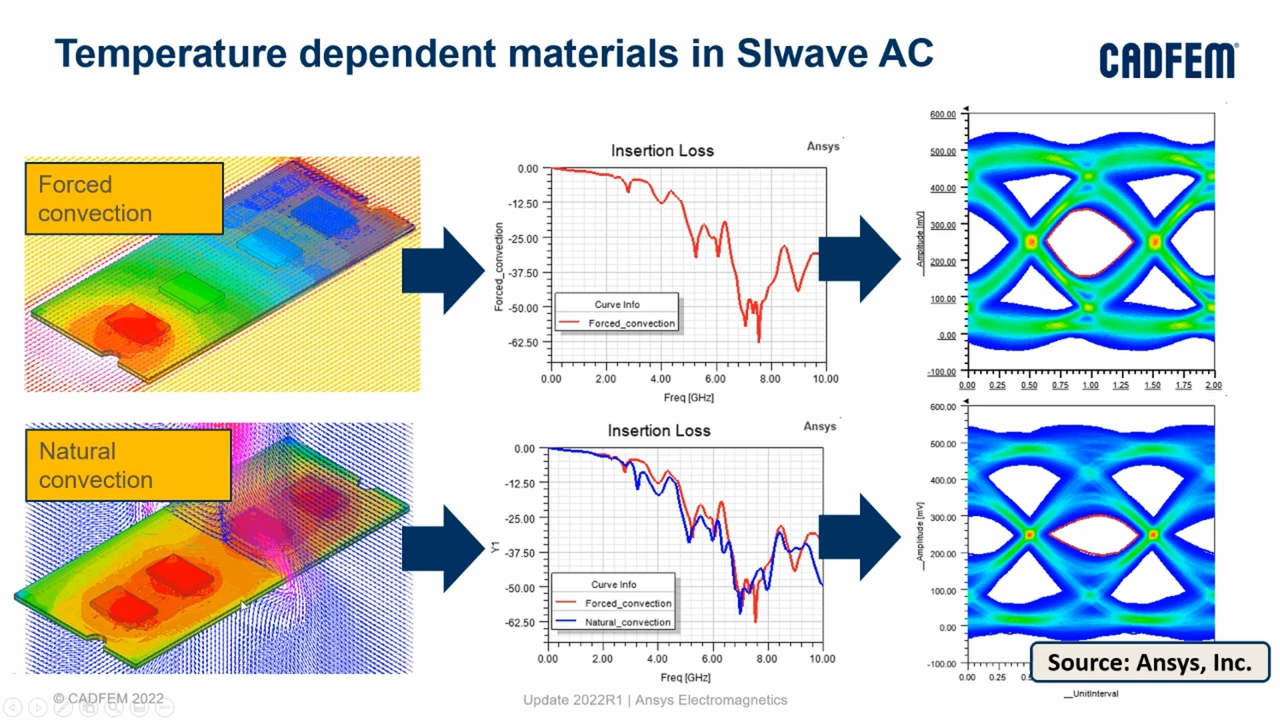 Temperature dependent materials in SIwave AC
CADFEM
Forced
convection
Insertion Loss
Ansys
0.00
-12.50
-25.00
-37.50
-50.00
-62.50
Forced_convection
Curve Info
Forced_convection
0.00 2.00 4.00 6.00 8.00 10.00
Freq [GHz]
600.00
500.00
400.00
300.00
200.00
100.00
0.00
-100.00
__Amplitude [mV]
0.00 0.25 0.50 0.75 1.00 1.25 1.50 1.75 2.00
Natural
convection
Insertion Loss
Ansys
0.00
-12.50
-25.00
-37.50
-50.00
-62.50
Y1
Curve Info
Forced_convection
Natural_convection
0.00 2.00 4.00 6.00 8.00 10.00
Freq [GHz]
600.00
500.00
400.00
300.00
200.00
100.00
0.00
-100.00
__Amplitude [mV]
0.00 0.25 0.50
__UnitInterval
Source: Ansys, Inc.
© CADFEM 2022
Update 2022R1 | Ansys Electromagnetics